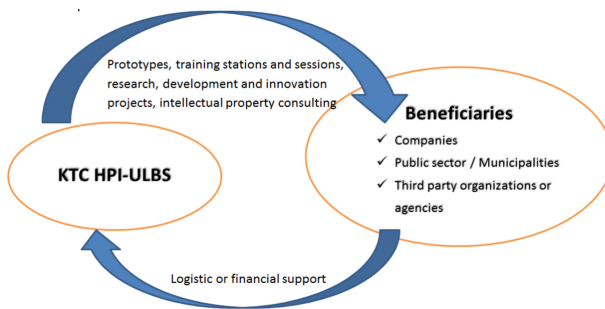 Prototypes, training stations and sessions,
research, development and innovation
projects, intellectual property consulting
Beneficiaries
✓ Companies
✓ Public sector / Municipalities
✓ Third party organizations or
agencies
KTC HPI-ULBS
Logistic or financial support